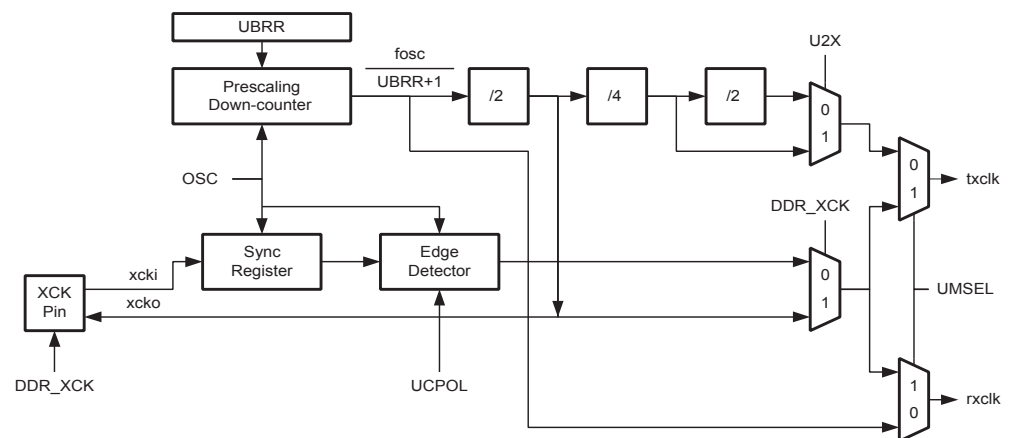 UBRR
fosc
U2X
Prescaling
Down-counter
UBRR+1
/2
/4
/2
0
1
OSC
0
1
txclk
DDR_XCK
Sync
Register
Edge
Detector
0
1
xcki
XCK
Pin
xcko
UMSEL
DDR_XCK
UCPOL
1
0
rxclk